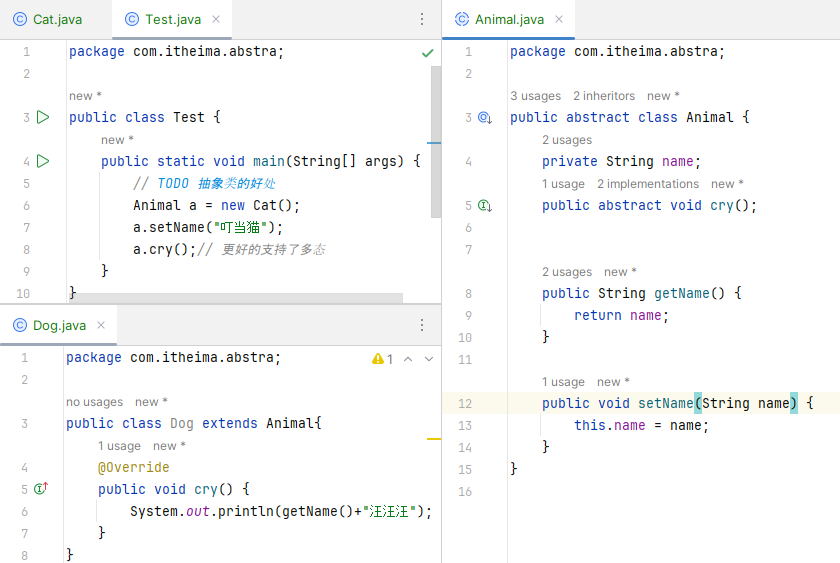 Cat.java
Test.java
1 package com.itheima.abstra;
2
new *
3 public class Test {
new *
4 public static void main(String[] args) {
5 // TODO 抽象类的好处
6 Animal a = new Cat();
7 a.setName("叮当猫");
8 a.cry();// 更好的支持了多态
9 }
10 }
Dog.java
1
1 package com.itheima.abstra;
2
no usages new *
3 public class Dog extends Animal{
1 usage new *
4 @Override
5 public void cry() {
6 System.out.println(getName()+"汪汪汪");
7 }
8 }
Animal.java
1 package com.itheima.abstra;
2
3 usages 2 inheritors new *
3 public abstract class Animal {
2 usages
4 private String name;
1 usage 2 implementations new *
5 public abstract void cry();
6
7
2 usages new *
8 public String getName() {
9 return name;
10 }
11
1 usage new *
12 public void setName(String name) {
13 this.name = name;
14 }
15 }
16